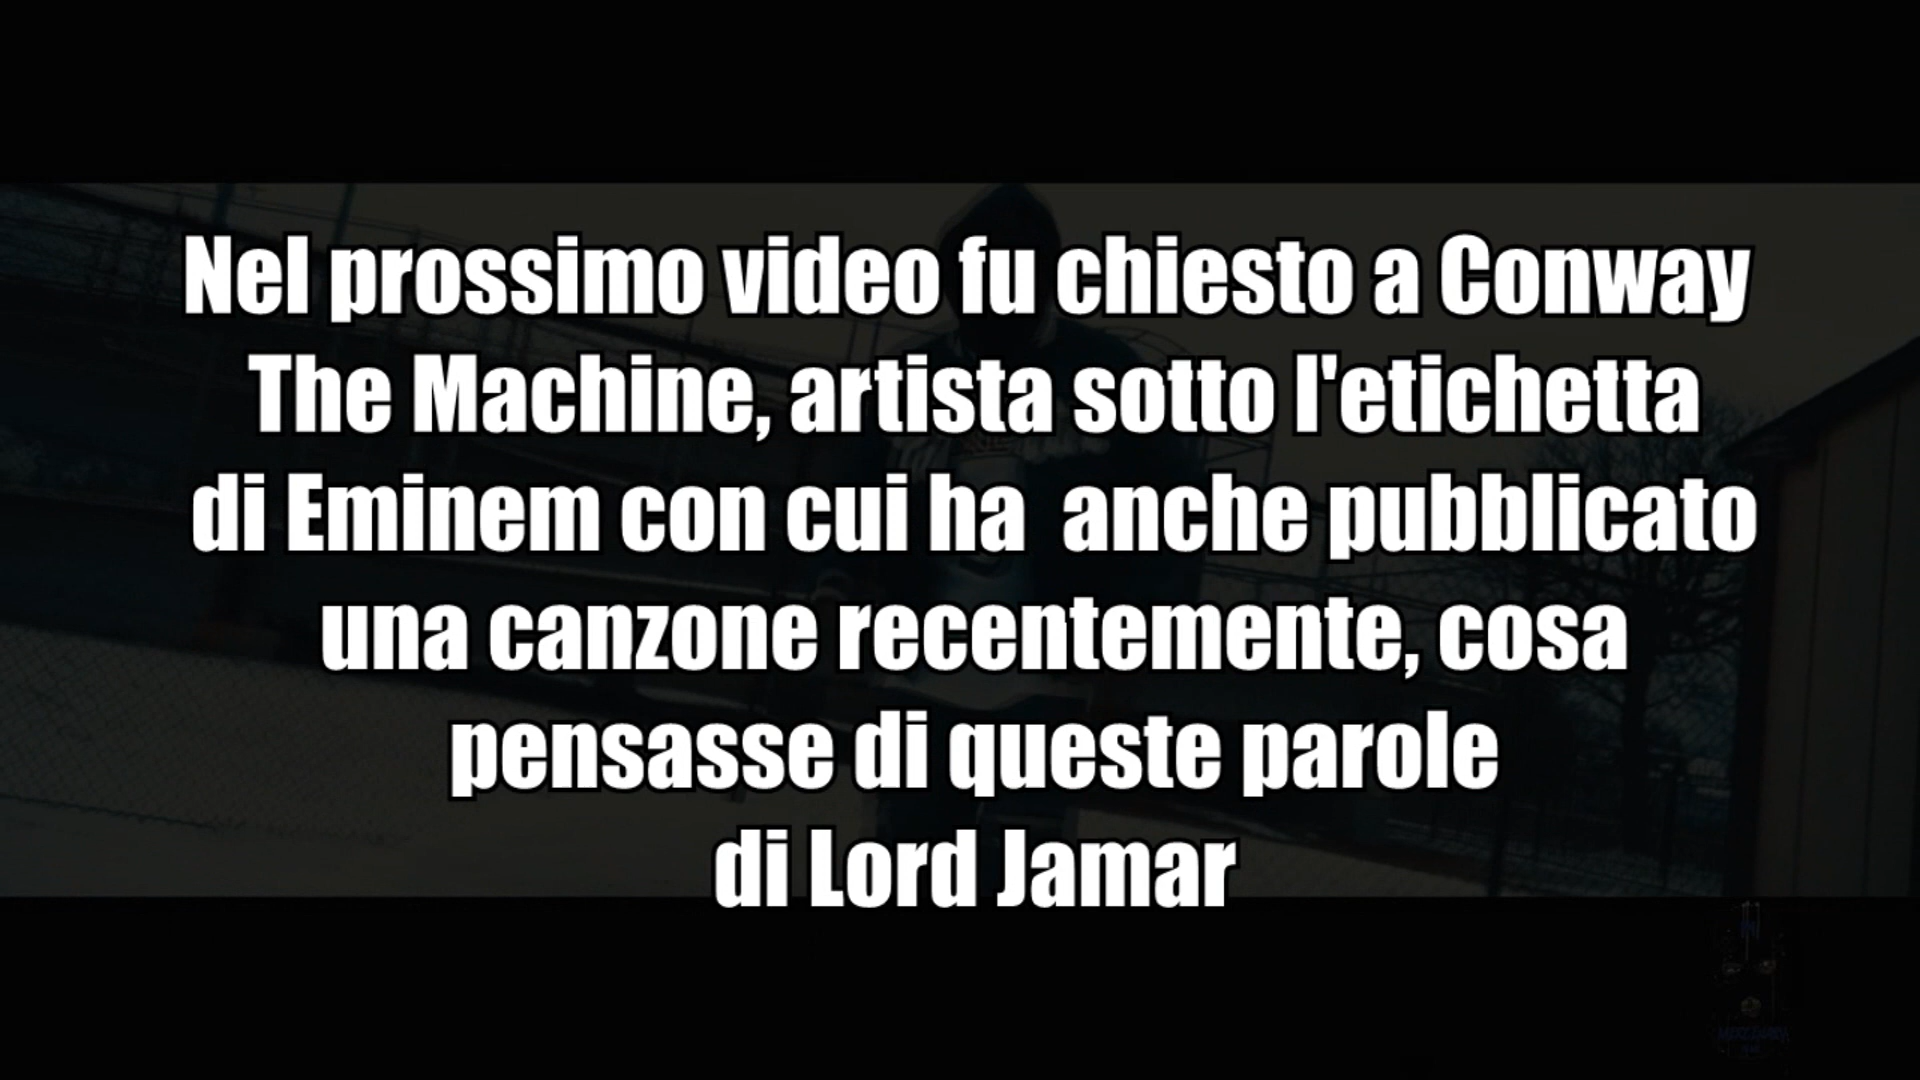 Nel prossimo video fu chiesto a Conway
The Machine, artista sotto l'etichetta
di Eminem con cui ha  anche pubblicato
una canzone recentemente, cosa
pensasse di queste parole
di Lord Jamar